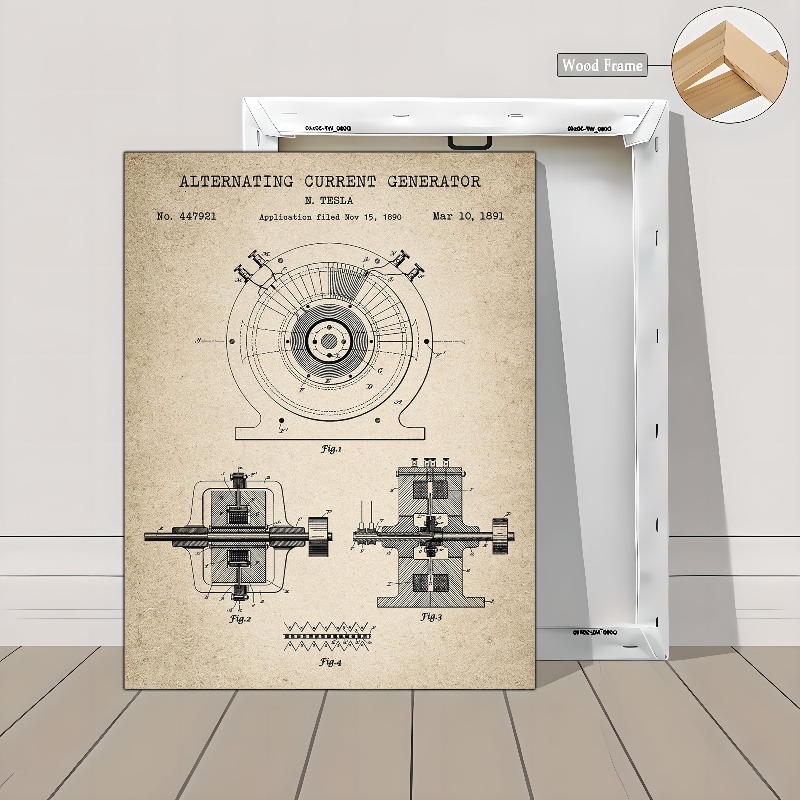 Wood Frame
ALTERNATING CURRENT GENERATOR
N. TESLA
No. 447921
Application filed Nov 15, 1890
Mar 10, 1891
Fig.1
Fig.2
Fig.3
Fig.4